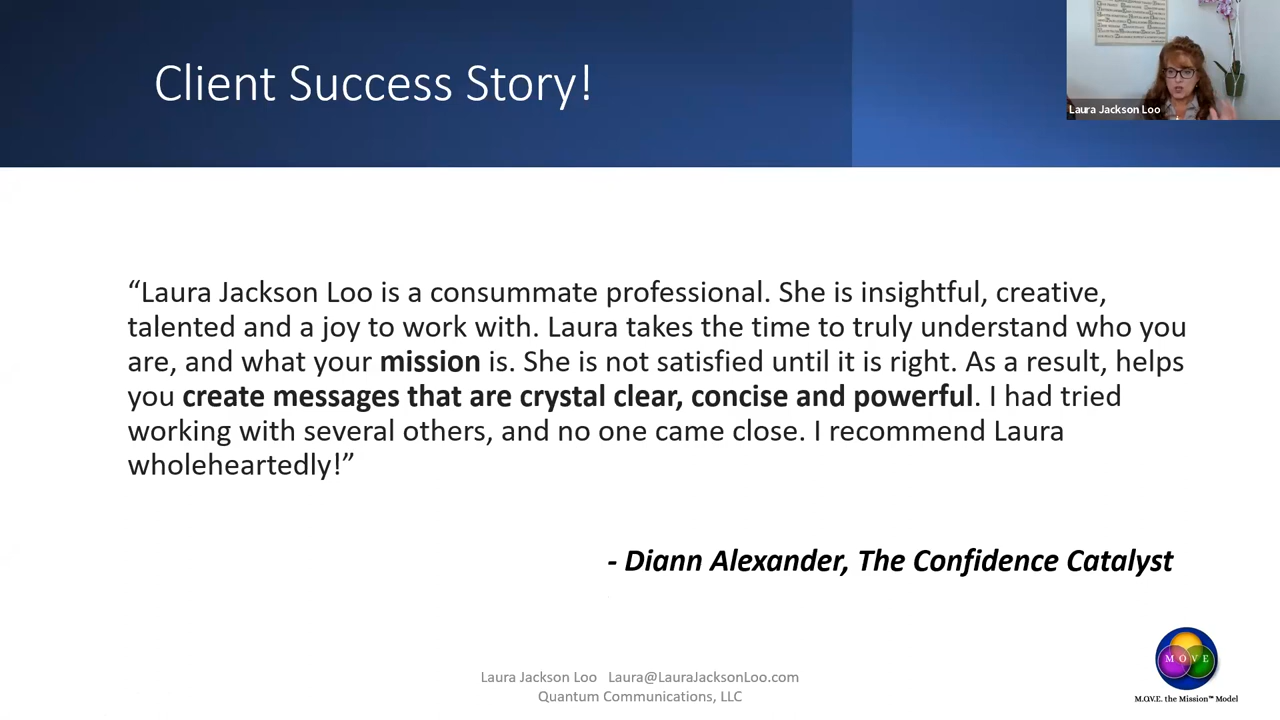 Client Success Story!
Laura Jackson Loo
“Laura Jackson Loo is a consummate professional. She is insightful, creative,
talented and a joy to work with. Laura takes the time to truly understand who you
are, and what your mission is. She is not satisfied until it is right. As a result, helps
you create messages that are crystal clear, concise and powerful. I had tried
working with several others, and no one came close. I recommend Laura
wholeheartedly!”
- Diann Alexander, The Confidence Catalyst
Laura Jackson Loo Laura@LauraJacksonLoo.com
Quantum Communications, LLC
M O V E
M.O.V.E. the Mission™ Model